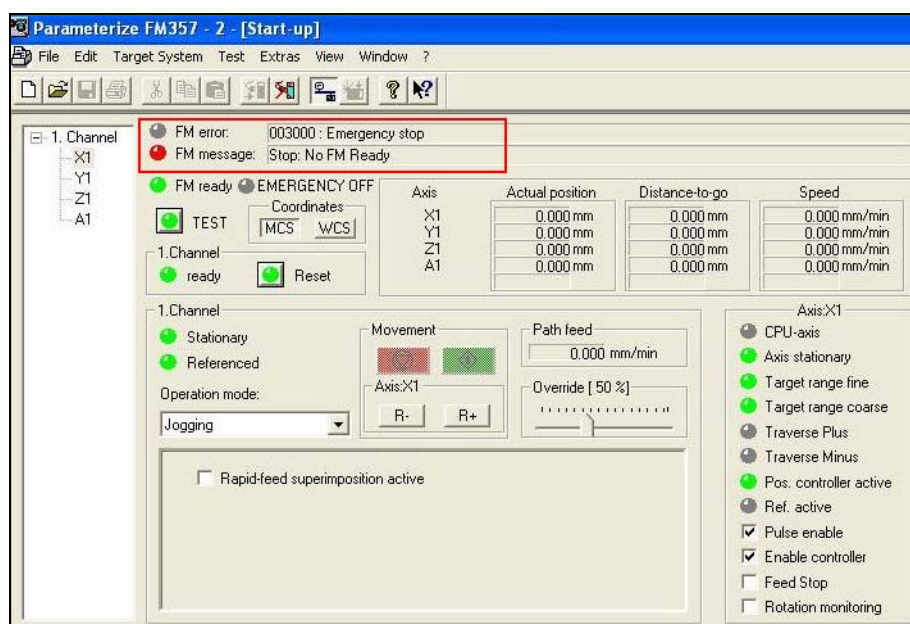 Parameterize FM357 - 2 - [Start-up]
File Edit Target System Test Extras View Window ?
1. Channel
X1
Y1
Z1
A1
FM error: 003000 : Emergency stop
FM message: Stop: No FM Ready
FM ready EMERGENCY OFF
TEST
Coordinates
MCS WCS
1.Channel
ready Reset
Axis Actual position Distance-to-go Speed
X1 0.000 mm 0.000 mm 0.000 mm/min
Y1 0.000 mm 0.000 mm 0.000 mm/min
Z1 0.000 mm 0.000 mm 0.000 mm/min
A1 0.000 mm 0.000 mm 0.000 mm/min
1.Channel
Stationary
Referenced
Operation mode:
Jogging
Movement
Axis:X1
R- R+
Path feed
0.000 mm/min
Override [ 50 %]
Rapid-feed superimposition active
Axis:X1
CPU-axis
Axis stationary
Target range fine
Target range coarse
Traverse Plus
Traverse Minus
Pos. controller active
Ref. active
Pulse enable
Enable controller
Feed Stop
Rotation monitoring